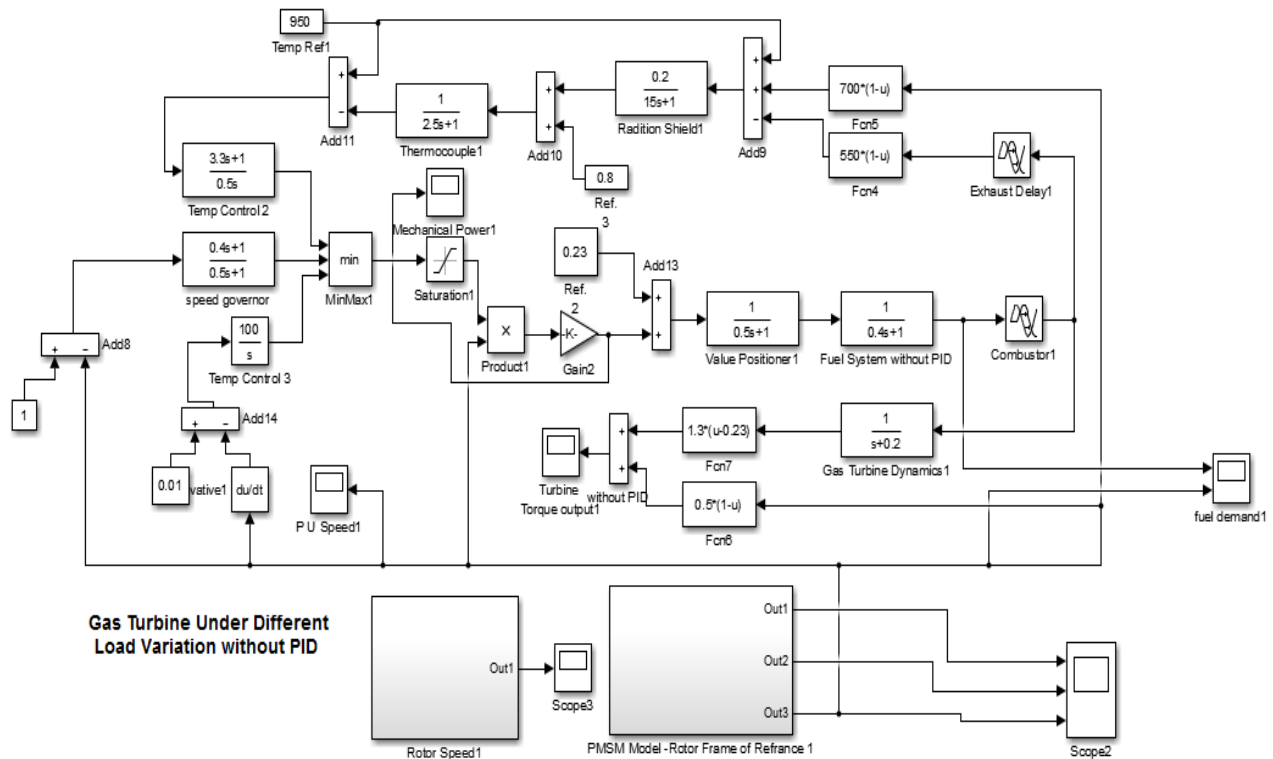 950
Temp Ref1
+
-
Add11
1
2.5s+1
Thermocouple1
+
+
Add10
0.2
15s+1
Radition Shield1
+
+
-
Add9
700*(1-u)
Fcn5
550*(1-u)
Fcn4
Exhaust Delay1
0.8
Ref.
3
3.3s+1
0.5s
Temp Control 2
Mechanical Power1
0.4s+1
0.5s+1
speed governor
min
MinMax1
Saturation1
0.23
Ref.
2
Add13
+
+
×
Product1
-K-
Gain2
1
0.5s+1
Value Positioner1
1
0.4s+1
Fuel System without PID
Combustor1
+ -
Add8
1
100
s
Temp Control 3
+ -
Add14
0.01
vative1
du/dt
P U Speed1
Turbine
Torque output1
+
+
without PID
1.3*(u-0.23)
Fcn7
1
s+0.2
Gas Turbine Dynamics1
0.5*(1-u)
Fcn6
fuel demand1
Gas Turbine Under Different
Load Variation without PID
Out1
Rotor Speed1
Scope3
Out1
Out2
Out3
PMSM Model -Rotor Frame of Refrance 1
Scope2